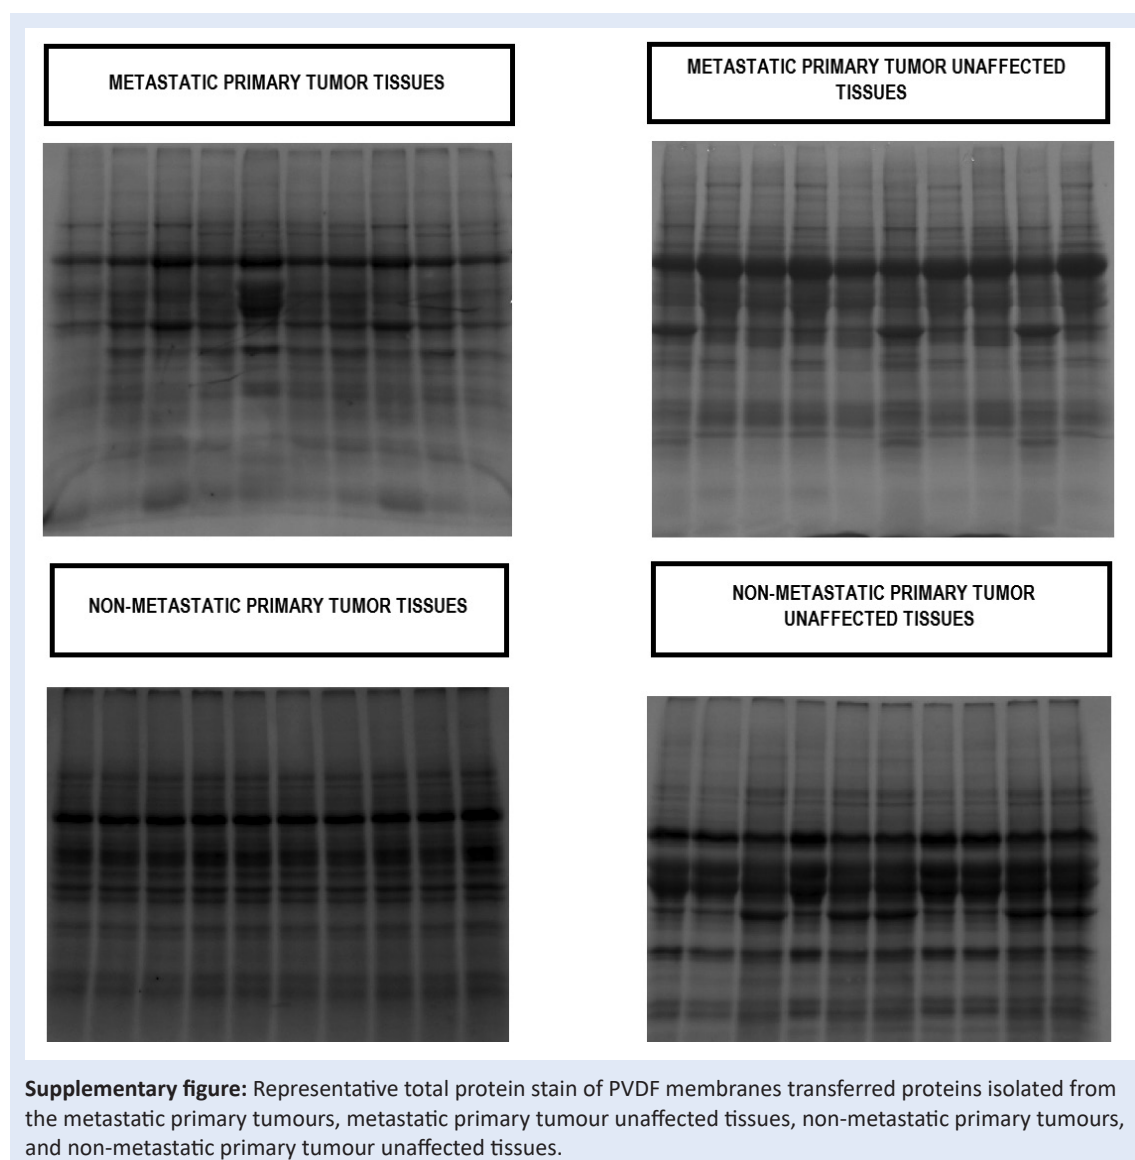 METASTATIC PRIMARY TUMOR TISSUES
METASTATIC PRIMARY TUMOR UNAFFECTED
TISSUES
NON-METASTATIC PRIMARY TUMOR TISSUES
NON-METASTATIC PRIMARY TUMOR
UNAFFECTED TISSUES
Supplementary figure: Representative total protein stain of PVDF membranes transferred proteins isolated from
the metastatic primary tumours, metastatic primary tumour unaffected tissues, non-metastatic primary tumours,
and non-metastatic primary tumour unaffected tissues.